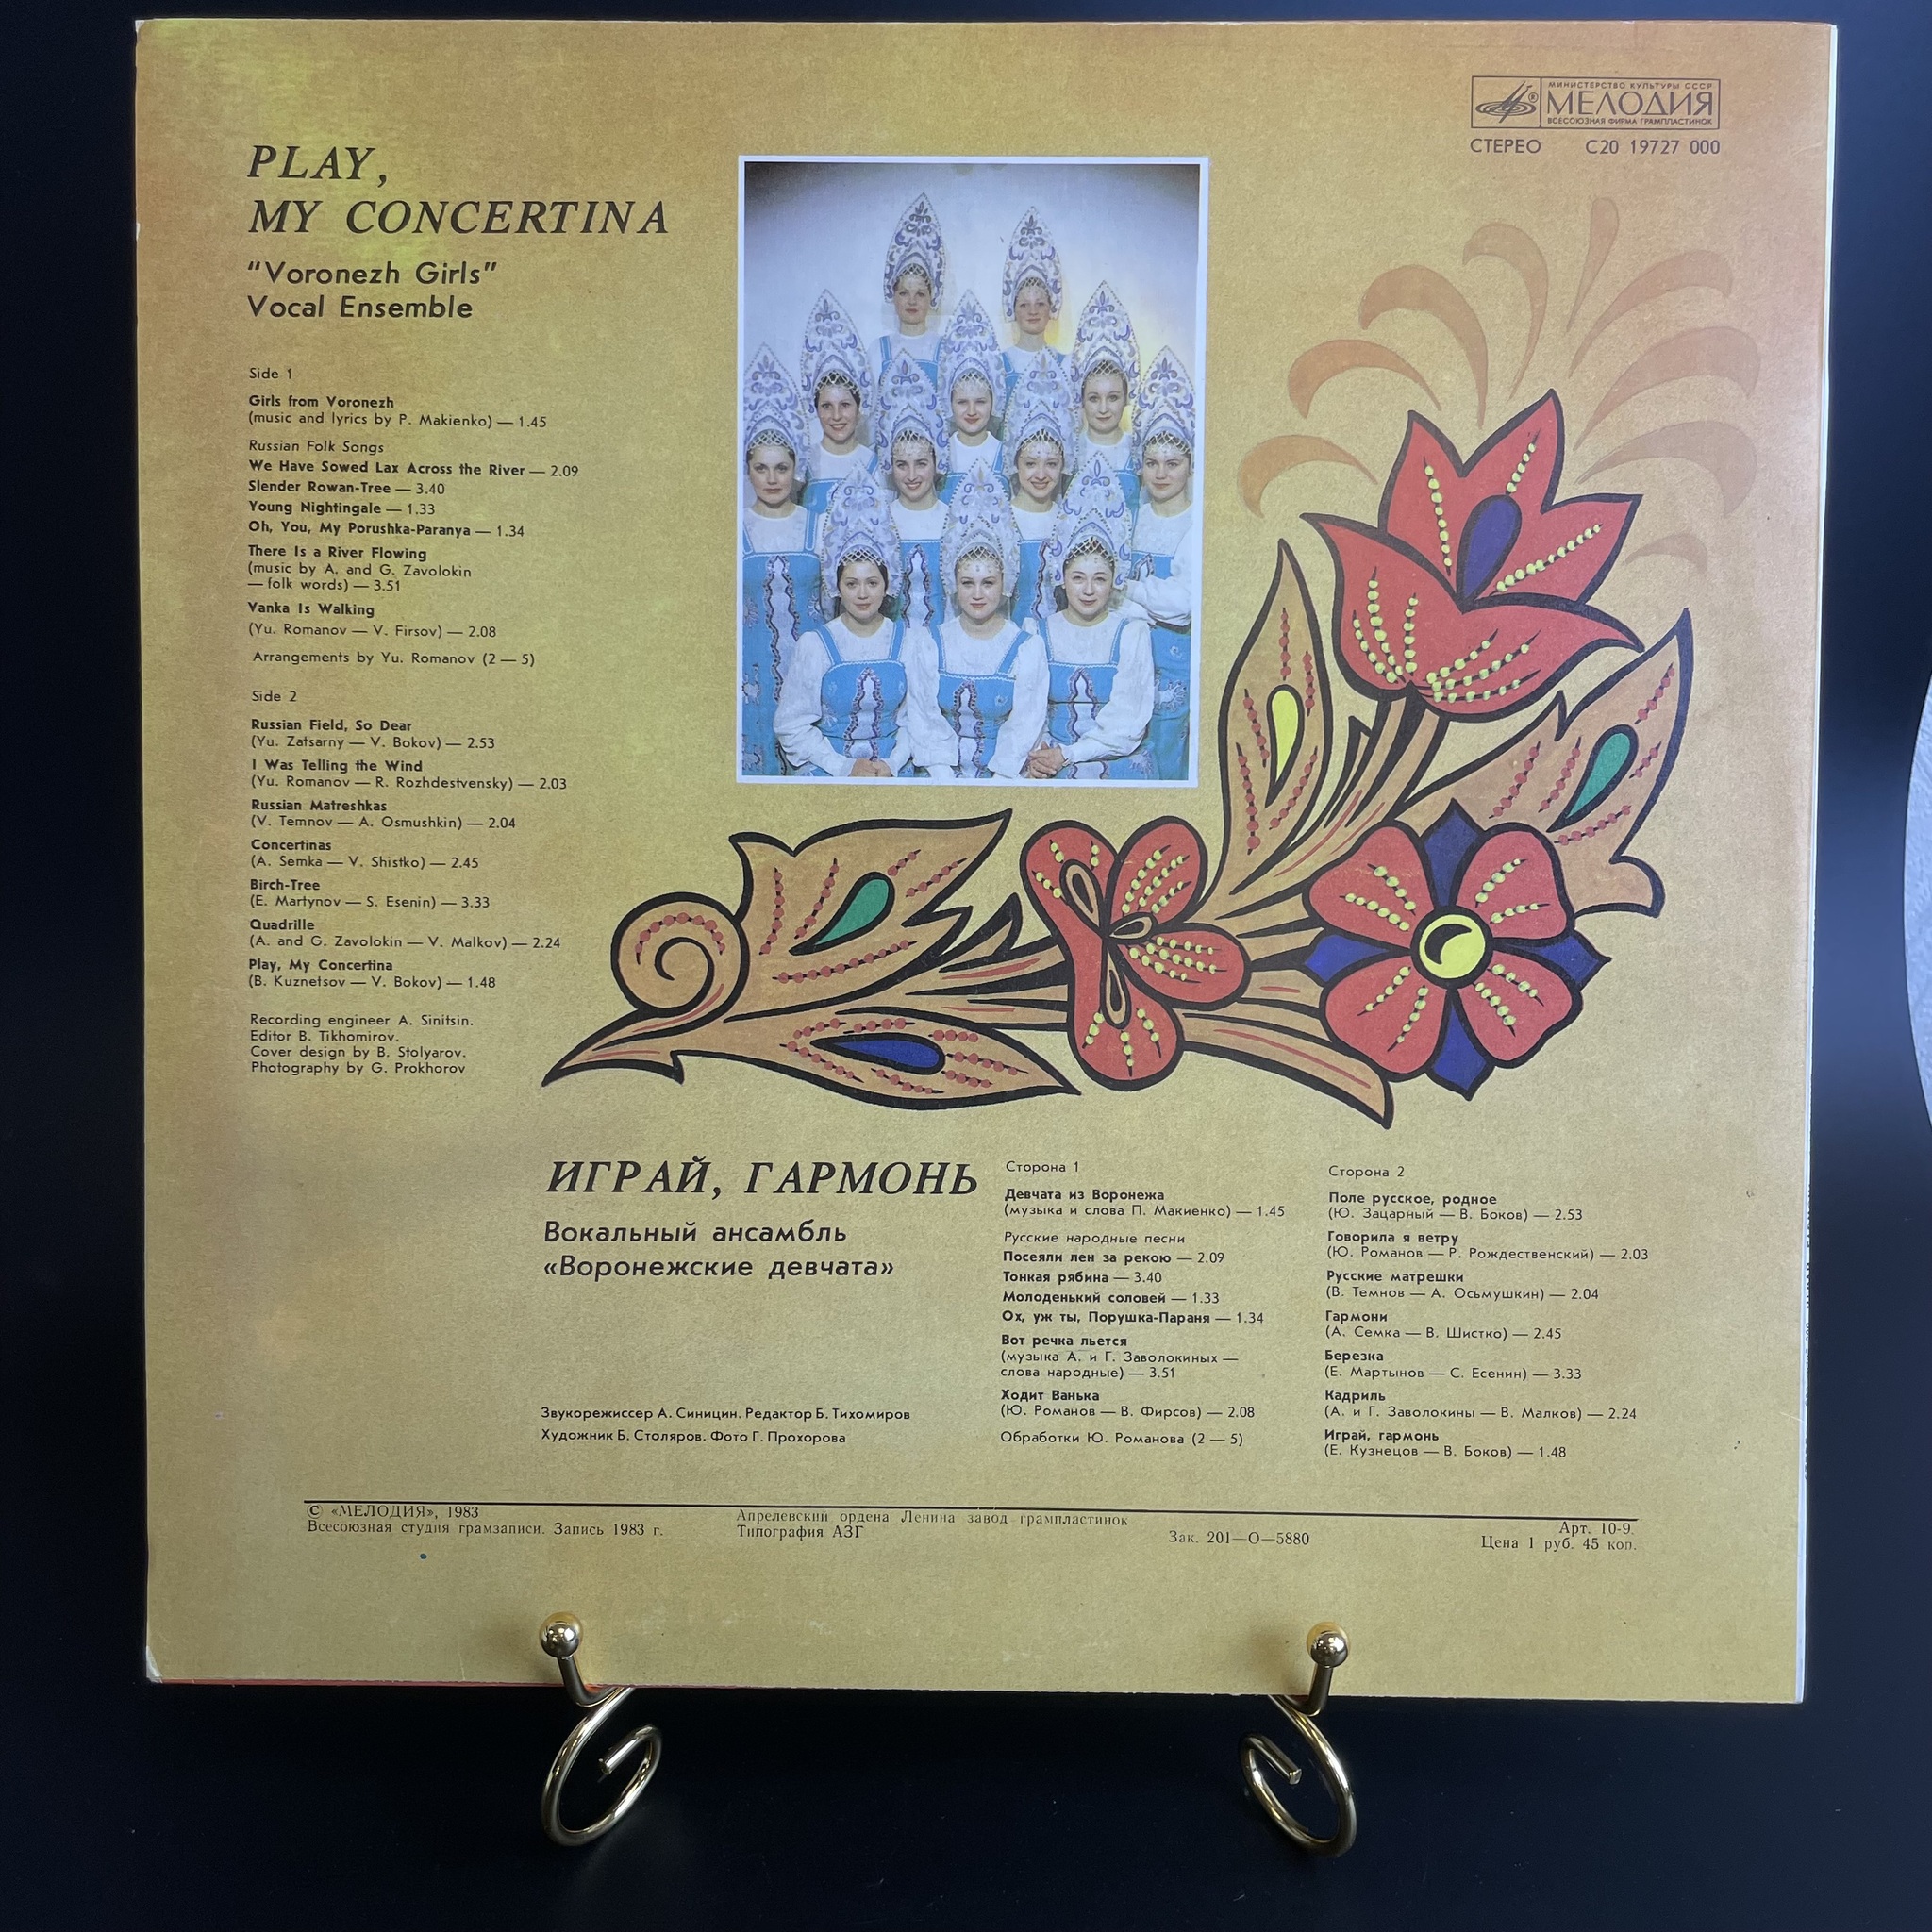 МИНИСТЕРСТВО КУЛЬТУРЫ СССР
МЕЛОДИЯ
ВСЕСОЮЗНАЯ ФИРМА ГРАМПЛАСТИНОК
СТЕРЕО С20 19727 000
PLAY,
MY CONCERTINA
“Voronezh Girls”
Vocal Ensemble
Side 1
Girls from Voronezh
(music and lyrics by P. Makienko) — 1.45
Russian Folk Songs
We Have Sowed Lax Across the River — 2.09
Slender Rowan-Tree — 3.40
Young Nightingale — 1.33
Oh, You, My Porushka-Paranya — 1.34
There Is a River Flowing
(music by A. and G. Zavolokin
— folk words) — 3.51
Vanka Is Walking
(Yu. Romanov — V. Firsov) — 2.08
Arrangements by Yu. Romanov (2 — 5)
Side 2
Russian Field, So Dear
(Yu. Zatsarny — V. Bokov) — 2.53
I Was Telling the Wind
(Yu. Romanov — R. Rozhdestvensky) — 2.03
Russian Matreshkas
(V. Temnov — A. Osmushkin) — 2.04
Concertinas
(A. Semka — V. Shistko) — 2.45
Birch-Tree
(E. Martynov — S. Esenin) — 3.33
Quadrille
(A. and G. Zavolokin — V. Malkov) — 2.24
Play, My Concertina
(B. Kuznetsov — V. Bokov) — 1.48
Recording engineer A. Sinitsin.
Editor B. Tikhomirov.
Cover design by B. Stolyarov.
Photography by G. Prokhorov
ИГРАЙ, ГАРМОНЬ
Вокальный ансамбль
«Воронежские девчата»
Звукорежиссер А. Синицин. Редактор Б. Тихомиров
Художник Б. Столяров. Фото Г. Прохорова
Сторона 1
Девчата из Воронежа
(музыка и слова П. Макиенко) — 1.45
Русские народные песни
Посеяли лен за рекою — 2.09
Тонкая рябина — 3.40
Молоденький соловей — 1.33
Ох, уж ты, Порушка-Параня — 1.34
Вот речка льется
(музыка А. и Г. Заволокиных —
слова народные) — 3.51
Ходит Ванька
(Ю. Романов — В. Фирсов) — 2.08
Обработки Ю. Романова (2 — 5)
Сторона 2
Поле русское, родное
(Ю. Зацарный — В. Боков) — 2.53
Говорила я ветру
(Ю. Романов — Р. Рождественский) — 2.03
Русские матрешки
(В. Темнов — А. Осьмушкин) — 2.04
Гармони
(А. Семка — В. Шистко) — 2.45
Березка
(Е. Мартынов — С. Есенин) — 3.33
Кадриль
(А. и Г. Заволокины — В. Малков) — 2.24
Играй, гармонь
(Е. Кузнецов — В. Боков) — 1.48
© «МЕЛОДИЯ», 1983
Всесоюзная студия грамзаписи. Запись 1983 г.
Апрелевский ордена Ленина завод грампластинок
Типография АЗГ
Зак. 201—О—5880
Арт. 10-9.
Цена 1 руб. 45 коп.